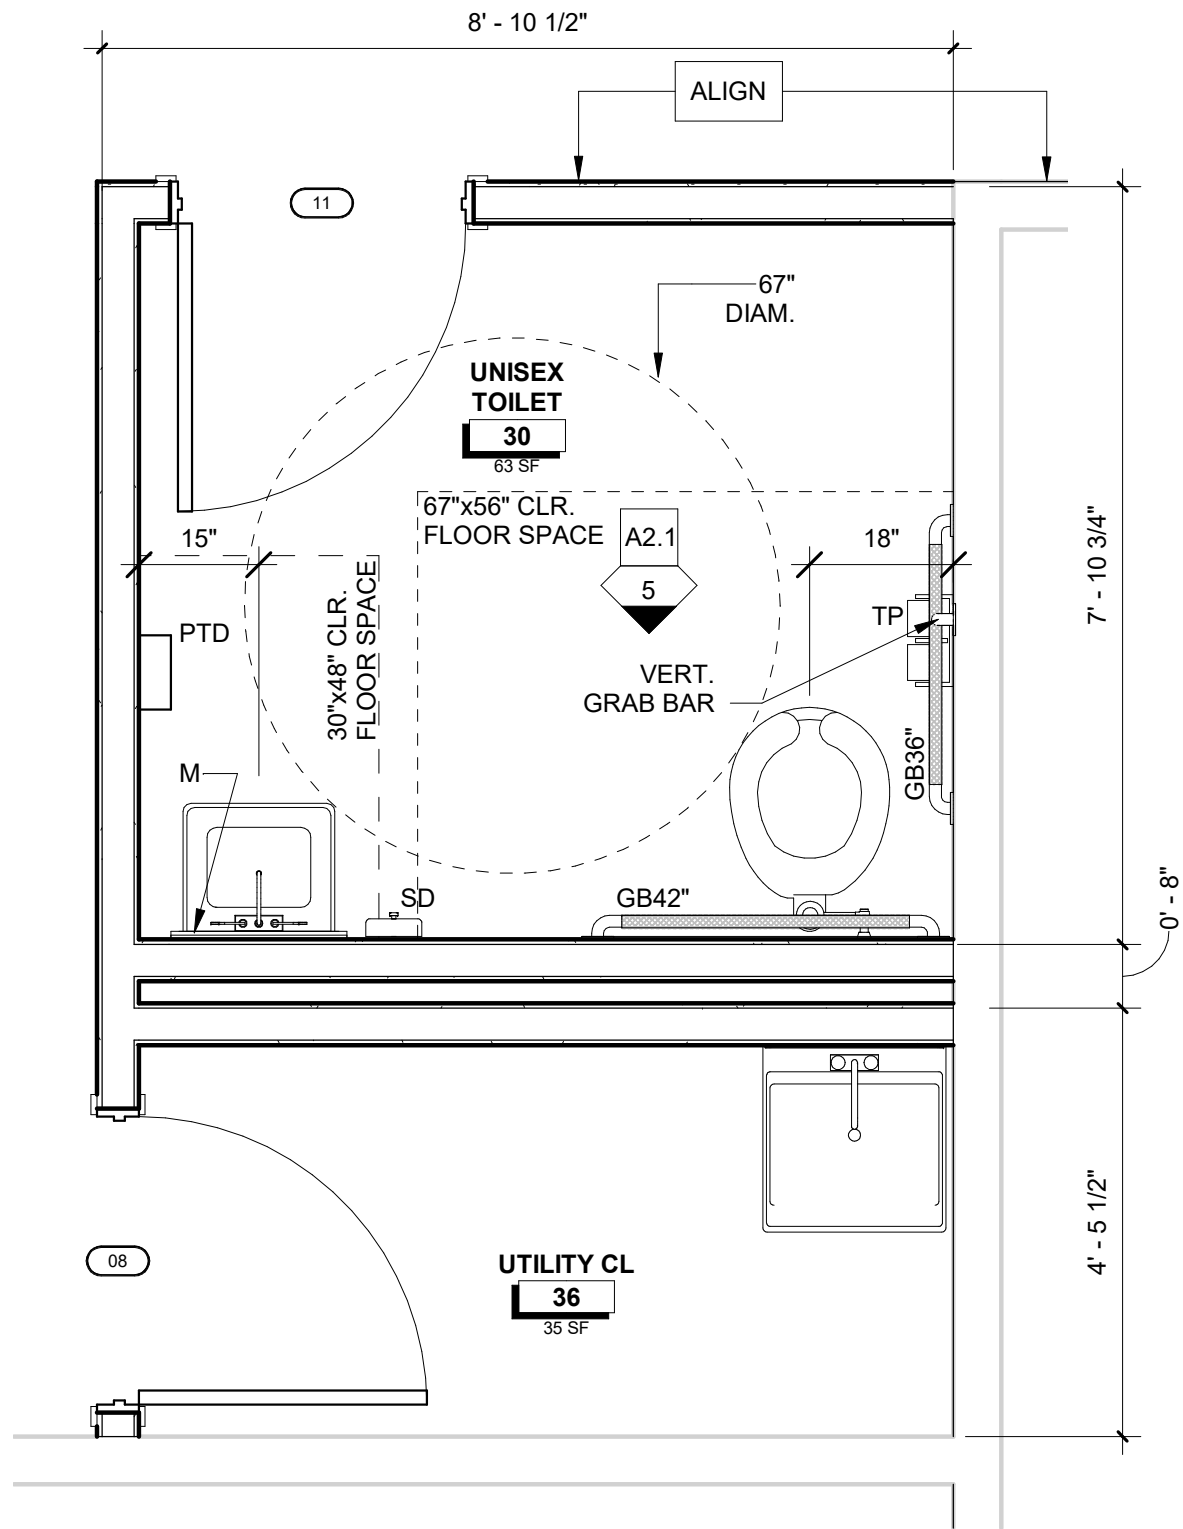 8' - 10 1/2"
ALIGN
11
67"
DIAM.
UNISEX
TOILET
30
63 SF
67"x56" CLR.
FLOOR SPACE
A2.1
5
15"
18"
30"x48" CLR.
FLOOR SPACE
PTD
TP
VERT.
GRAB BAR
GB36"
M
SD
GB42"
7' - 10 3/4"
0' - 8"
4' - 5 1/2"
08
UTILITY CL
36
35 SF